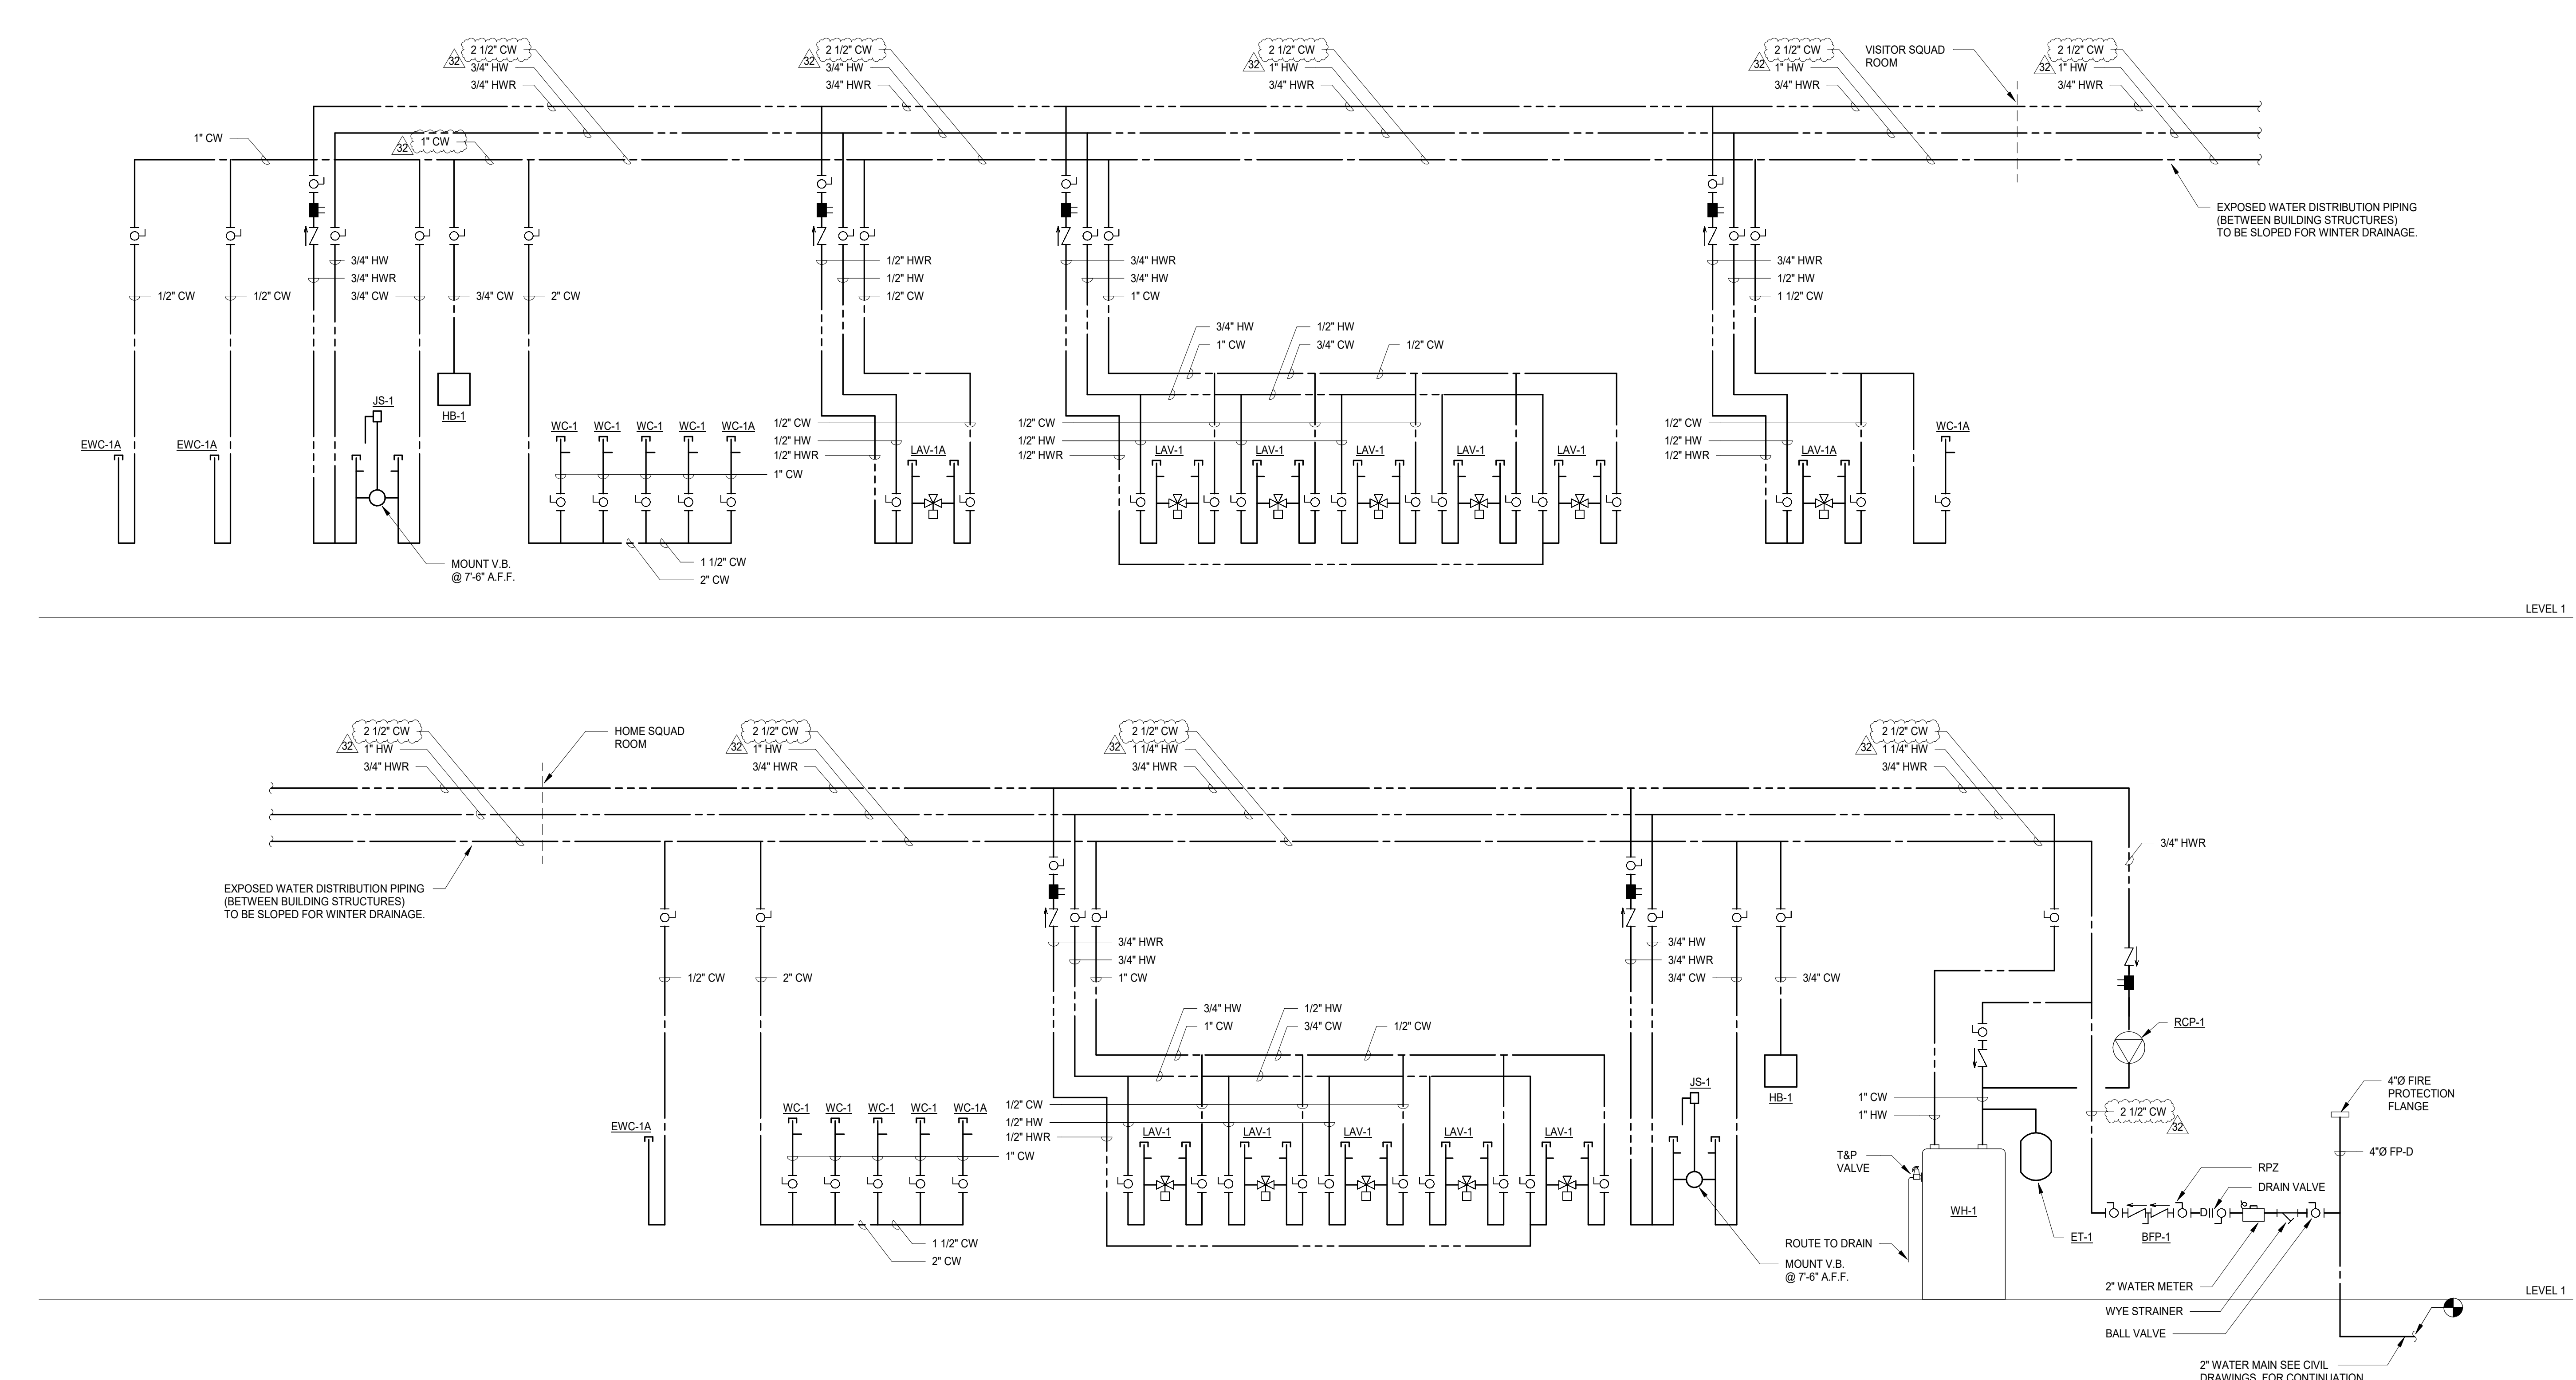 2 1/2" CW
32
3/4" HW
3/4" HWR
2 1/2" CW
32
3/4" HW
3/4" HWR
2 1/2" CW
32
1" HW
3/4" HWR
2 1/2" CW
32
1" HW
3/4" HWR
VISITOR SQUAD
ROOM
2 1/2" CW
32
1" HW
3/4" HWR
1" CW
1" CW
32
EXPOSED WATER DISTRIBUTION PIPING
(BETWEEN BUILDING STRUCTURES)
TO BE SLOPED FOR WINTER DRAINAGE.
1/2" CW
1/2" CW
3/4" HW
3/4" HWR
3/4" CW
3/4" CW
2" CW
1/2" HWR
1/2" HW
1/2" CW
3/4" HWR
3/4" HW
1" CW
3/4" HWR
1/2" HW
1 1/2" CW
3/4" HW
1" CW
1/2" HW
3/4" CW
1/2" CW
EWC-1A
EWC-1A
JS-1
HB-1
WC-1
WC-1
WC-1
WC-1
WC-1A
1" CW
1/2" CW
1/2" HW
1/2" HWR
LAV-1A
1/2" CW
1/2" HW
1/2" HWR
LAV-1
LAV-1
LAV-1
LAV-1
LAV-1
1/2" CW
1/2" HW
1/2" HWR
LAV-1A
WC-1A
MOUNT V.B.
@ 7'-6" A.F.F.
1 1/2" CW
2" CW
LEVEL 1
2 1/2" CW
32
1" HW
3/4" HWR
HOME SQUAD
ROOM
2 1/2" CW
32
1" HW
3/4" HWR
2 1/2" CW
32
1 1/4" HW
3/4" HWR
2 1/2" CW
32
1 1/4" HW
3/4" HWR
3/4" HWR
EXPOSED WATER DISTRIBUTION PIPING
(BETWEEN BUILDING STRUCTURES)
TO BE SLOPED FOR WINTER DRAINAGE.
1/2" CW
2" CW
3/4" HWR
3/4" HW
1" CW
3/4" HW
3/4" HWR
3/4" CW
3/4" CW
3/4" HW
1" CW
1/2" HW
3/4" CW
1/2" CW
EWC-1A
WC-1
WC-1
WC-1
WC-1
WC-1A
1" CW
1/2" CW
1/2" HW
1/2" HWR
LAV-1
LAV-1
LAV-1
LAV-1
LAV-1
JS-1
HB-1
RCP-1
1" CW
1" HW
2 1/2" CW
32
4"Ø FIRE
PROTECTION
FLANGE
4"Ø FP-D
T&P
VALVE
RPZ
DRAIN VALVE
WH-1
ET-1
BFP-1
1 1/2" CW
2" CW
ROUTE TO DRAIN
MOUNT V.B.
@ 7'-6" A.F.F.
2" WATER METER
WYE STRAINER
BALL VALVE
LEVEL 1
2" WATER MAIN SEE CIVIL
DRAWINGS FOR CONTINUATION